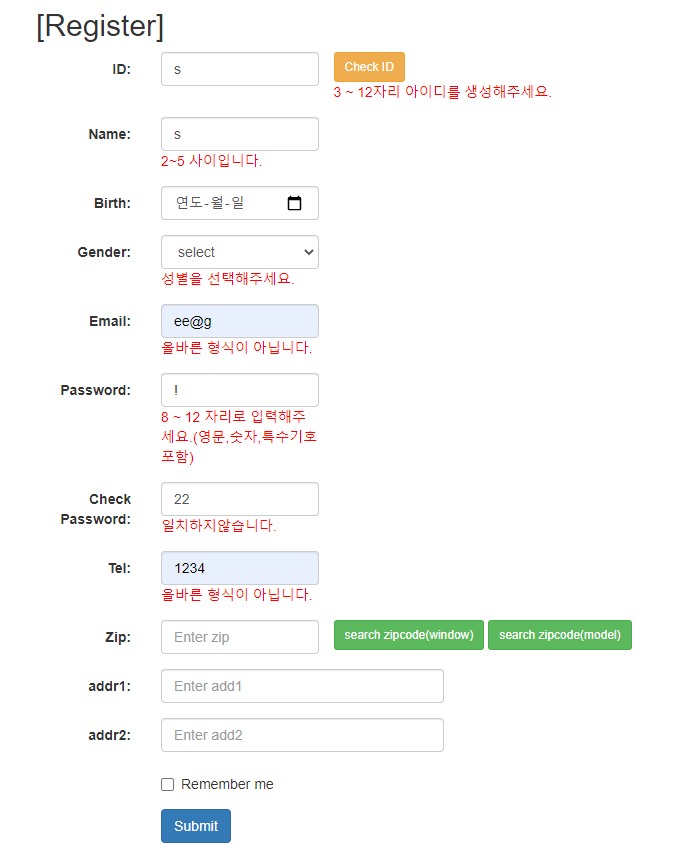 [Register]
ID: s Check ID
3 ~ 12자리 아이디를 생성해주세요.
Name: s
2~5 사이입니다.
Birth: 연도-월-일
Gender: select
성별을 선택해주세요.
Email: ee@g
올바른 형식이 아닙니다.
Password: !
8 ~ 12 자리로 입력해주
세요.(영문,숫자,특수기호
포함)
Check 22
Password:
일치하지않습니다.
Tel: 1234
올바른 형식이 아닙니다.
Zip: Enter zip search zipcode(window) search zipcode(model)
addr1: Enter add1
addr2: Enter add2
Remember me
Submit